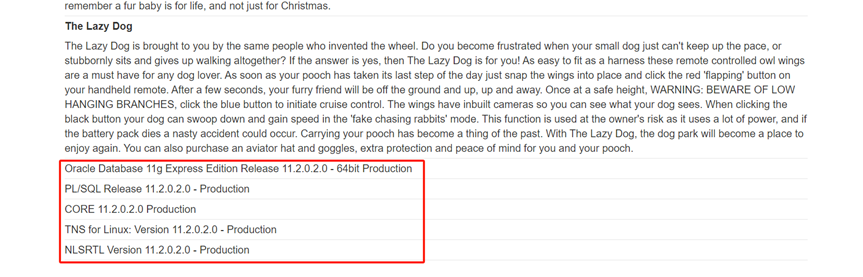 remember a fur baby is for life, and not just for Christmas.
The Lazy Dog
The Lazy Dog is brought to you by the same people who invented the wheel. Do you become frustrated when your small dog just can't keep up the pace, or
stubbornly sits and gives up walking altogether? If the answer is yes, then The Lazy Dog is for you! As easy to fit as a harness these remote controlled owl wings
are a must have for any dog lover. As soon as your pooch has taken its last step of the day just snap the wings into place and click the red 'flapping' button on
your handheld remote. After a few seconds, your furry friend will be off the ground and up, up and away. Once at a safe height, WARNING: BEWARE OF LOW
HANGING BRANCHES, click the blue button to initiate cruise control. The wings have inbuilt cameras so you can see what your dog sees. When clicking the
black button your dog can swoop down and gain speed in the 'fake chasing rabbits' mode. This function is used at the owner's risk as it uses a lot of power, and if
the battery pack dies a nasty accident could occur. Carrying your pooch has become a thing of the past. With The Lazy Dog, the dog park will become a place to
enjoy again. You can also purchase an aviator hat and goggles, extra protection and peace of mind for you and your pooch.
Oracle Database 11g Express Edition Release 11.2.0.2.0 - 64bit Production
PL/SQL Release 11.2.0.2.0 - Production
CORE 11.2.0.2.0 Production
TNS for Linux: Version 11.2.0.2.0 - Production
NLSRTL Version 11.2.0.2.0 - Production